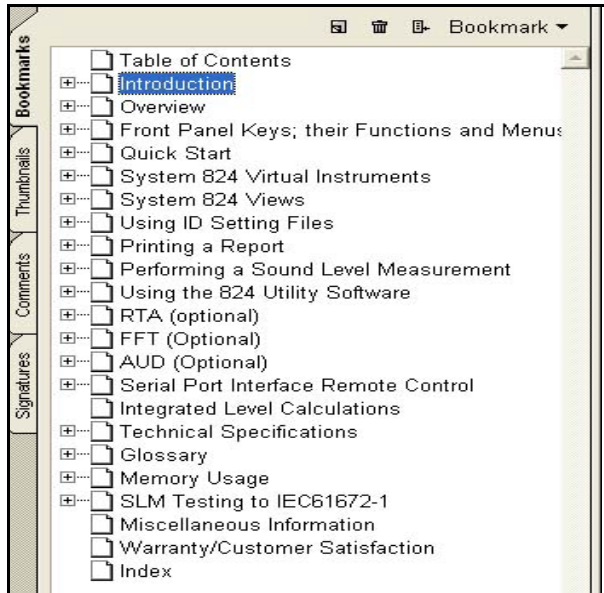 Bookmark
Bookmarks
Thumbnails
Comments
Signatures
Table of Contents
Introduction
Overview
Front Panel Keys; their Functions and Menus
Quick Start
System 824 Virtual Instruments
System 824 Views
Using ID Setting Files
Printing a Report
Performing a Sound Level Measurement
Using the 824 Utility Software
RTA (optional)
FFT (Optional)
AUD (Optional)
Serial Port Interface Remote Control
Integrated Level Calculations
Technical Specifications
Glossary
Memory Usage
SLM Testing to IEC61672-1
Miscellaneous Information
Warranty/Customer Satisfaction
Index